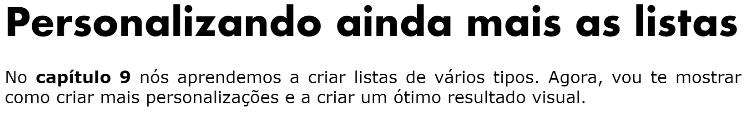 Personalizando ainda mais as listas
No capítulo 9 nós aprendemos a criar listas de vários tipos. Agora, vou te mostrar
como criar mais personalizações e a criar um ótimo resultado visual.